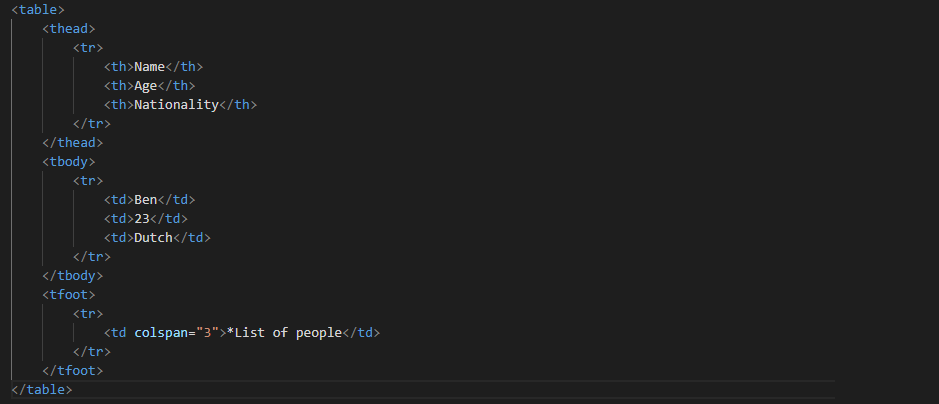 <table>
<thead>
<tr>
<th>Name</th>
<th>Age</th>
<th>Nationality</th>
</tr>
</thead>
<tbody>
<tr>
<td>Ben</td>
<td>23</td>
<td>Dutch</td>
</tr>
</tbody>
<tfoot>
<tr>
<td colspan="3">*List of people</td>
</tr>
</tfoot>
</table>